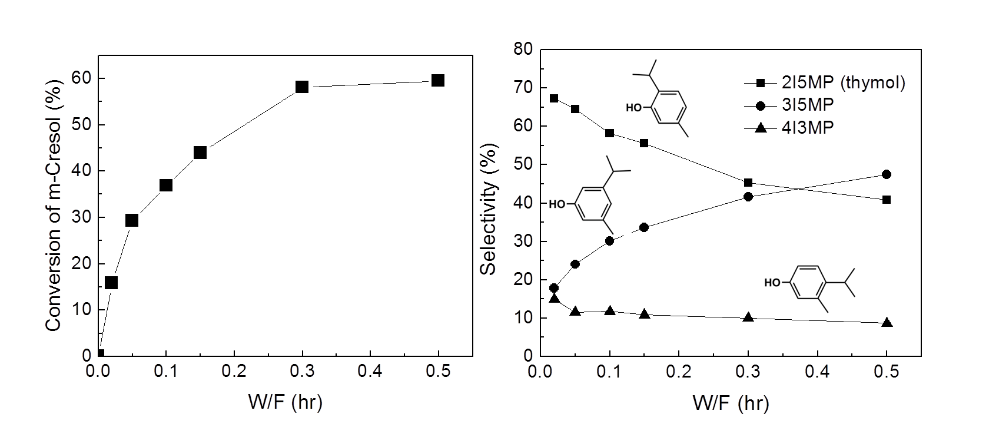 Conversion of m-Cresol (%)
60
50
40
30
20
10
0
0.0 0.1 0.2 0.3 0.4 0.5
W/F (hr)
Selectivity (%)
80
70
60
50
40
30
20
10
0
0.0 0.1 0.2 0.3 0.4 0.5
W/F (hr)
2I5MP (thymol)
3I5MP
4I3MP
HO
HO
HO